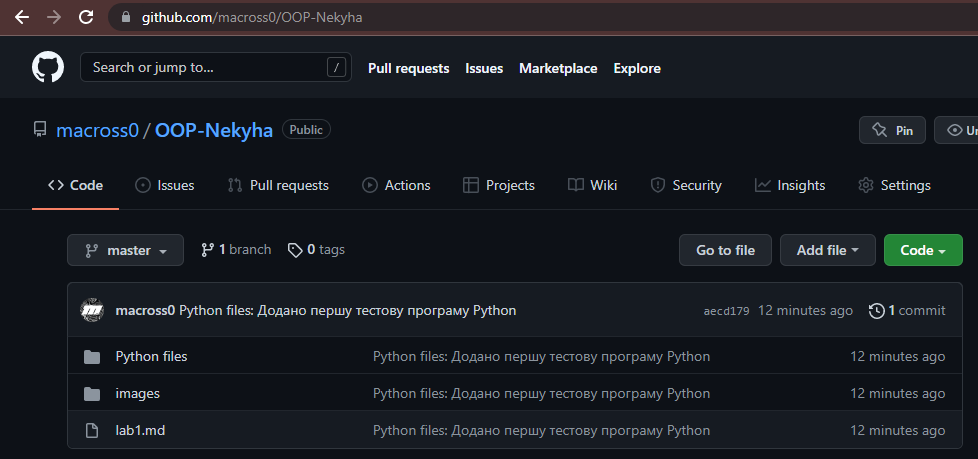 github.com/macross0/OOP-Nekyha
Search or jump to... /
Pull requests Issues Marketplace Explore
macross0 / OOP-Nekyha Public
Pin
Code Issues Pull requests Actions Projects Wiki Security Insights Settings
master 1 branch 0 tags Go to file Add file Code
macross0 Python files: Додано першу тестову програму Python aecd179 12 minutes ago 1 commit
Python files Python files: Додано першу тестову програму Python 12 minutes ago
images Python files: Додано першу тестову програму Python 12 minutes ago
lab1.md Python files: Додано першу тестову програму Python 12 minutes ago